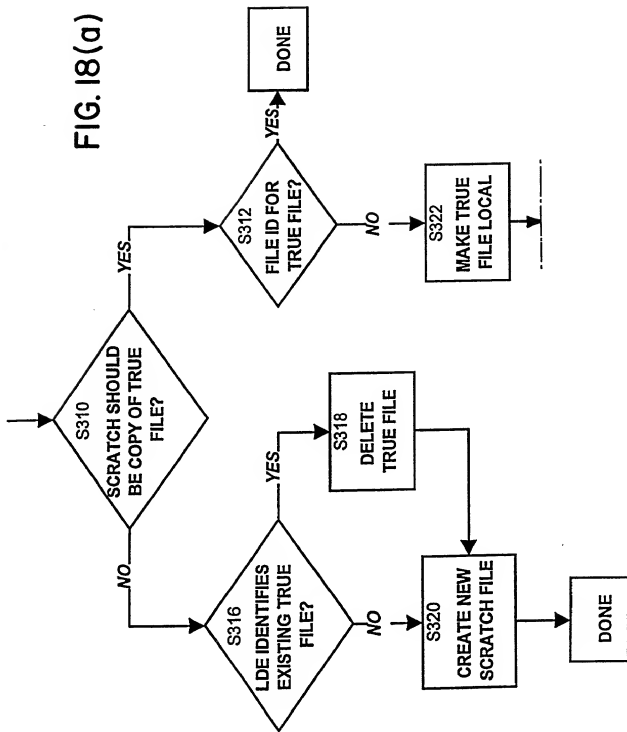 FIG. 18(a)
S310
SCRATCH SHOULD
BE COPY OF TRUE
FILE?
YES
NO
S312
FILE ID FOR
TRUE FILE?
YES
DONE
NO
S322
MAKE TRUE
FILE LOCAL
S316
LDE IDENTIFIES
EXISTING TRUE
FILE?
YES
S318
DELETE
TRUE FILE
NO
S320
CREATE NEW
SCRATCH FILE
DONE